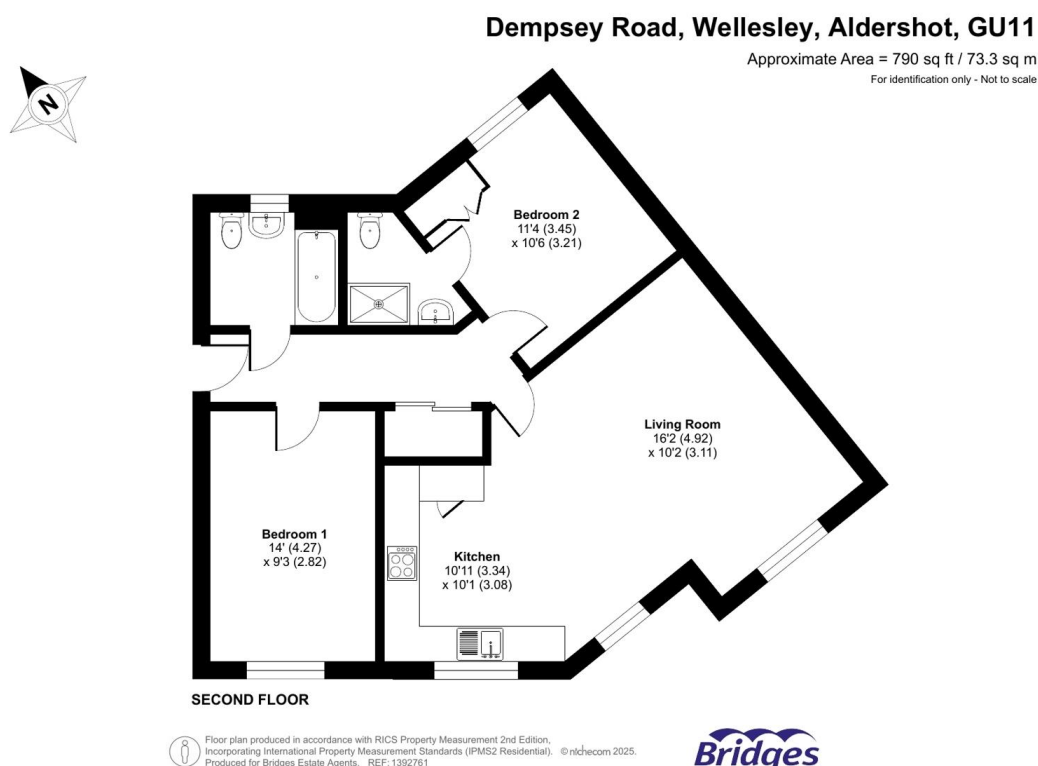 Dempsey Road, Wellesley, Aldershot, GU11
Approximate Area = 790 sq ft / 73.3 sq m
For identification only - Not to scale
N
Bedroom 2
11'4 (3.45)
x 10'6 (3.21)
Living Room
16'2 (4.92)
x 10'2 (3.11)
Bedroom 1
14' (4.27)
x 9'3 (2.82)
Kitchen
10'11 (3.34)
x 10'1 (3.08)
SECOND FLOOR
Floor plan produced in accordance with RICS Property Measurement 2nd Edition,
Incorporating International Property Measurement Standards (IPMS2 Residential). © nichecom 2025.
Produced for Bridges Estate Agents. REF: 1392761
Bridges